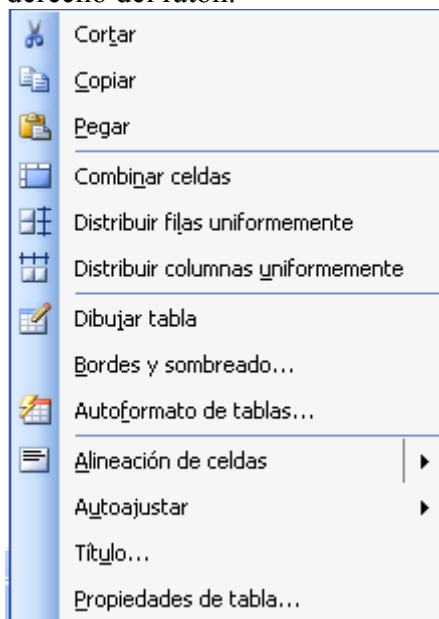 derecho del ratón.
Cortar
Copiar
Pegar
Combinar celdas
Distribuir filas uniformemente
Distribuir columnas uniformemente
Dibujar tabla
Bordes y sombreado...
Autoformato de tablas...
Alineación de celdas
Autoajustar
Título...
Propiedades de tabla...